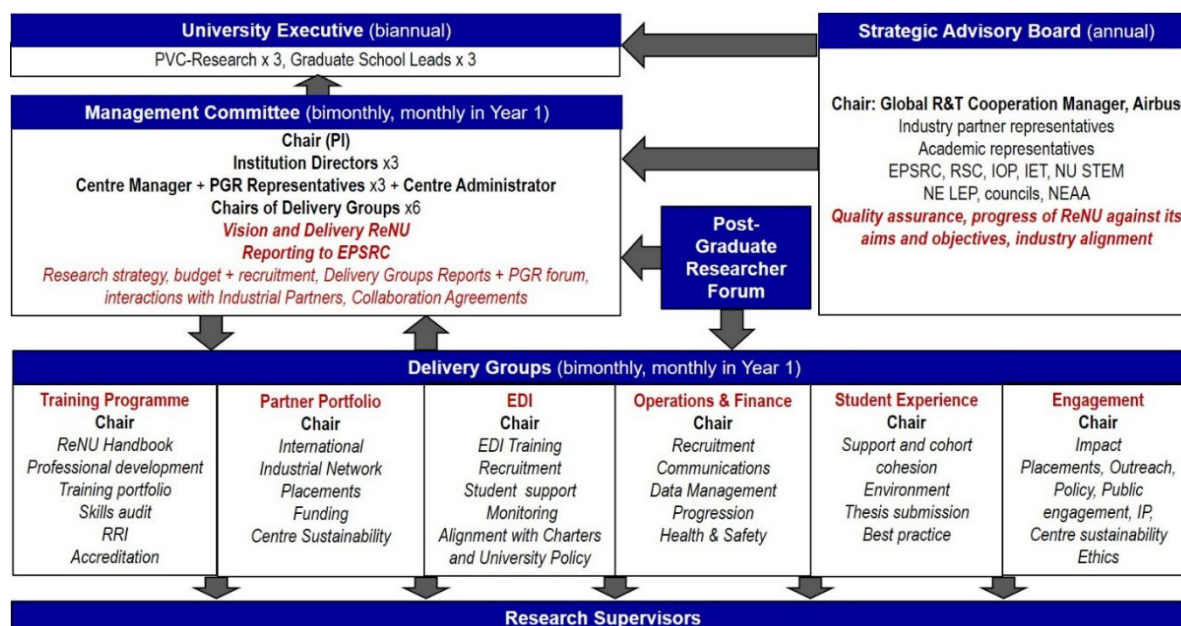 University Executive (biannual)
PVC-Research x 3, Graduate School Leads x 3
Management Committee (bimonthly, monthly in Year 1)
Chair (PI)
Institution Directors x3
Centre Manager + PGR Representatives x3 + Centre Administrator
Chairs of Delivery Groups x6
Vision and Delivery ReNU
Reporting to EPSRC
Research strategy, budget + recruitment, Delivery Groups Reports + PGR forum,
interactions with Industrial Partners, Collaboration Agreements
Strategic Advisory Board (annual)
Chair: Global R&T Cooperation Manager, Airbus
Industry partner representatives
Academic representatives
EPSRC, RSC, IOP, IET, NU STEM
NE LEP, councils, NEAA
Quality assurance, progress of ReNU against its
aims and objectives, industry alignment
Post-
Graduate
Researcher
Forum
Delivery Groups (bimonthly, monthly in Year 1)
Training Programme
Chair
ReNU Handbook
Professional development
Training portfolio
Skills audit
RRI
Accreditation
Partner Portfolio
Chair
International
Industrial Network
Placements
Funding
Centre Sustainability
EDI
Chair
EDI Training
Recruitment
Student support
Monitoring
Alignment with Charters
and University Policy
Operations & Finance
Chair
Recruitment
Communications
Data Management
Progression
Health & Safety
Student Experience
Chair
Support and cohort
cohesion
Environment
Thesis submission
Best practice
Engagement
Chair
Impact
Placements, Outreach,
Policy, Public
engagement, IP,
Centre sustainability
Ethics
Research Supervisors